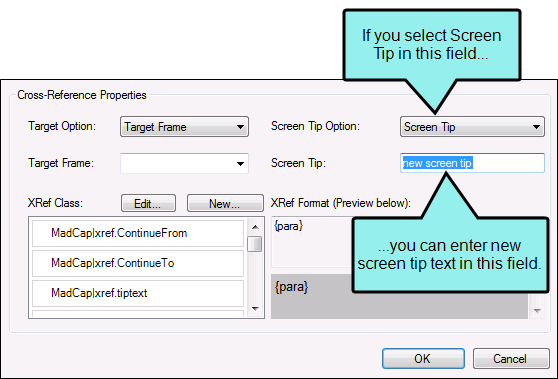 If you select Screen
Tip in this field...
Cross-Reference Properties
Target Option: Target Frame Screen Tip Option: Screen Tip
Target Frame: Screen Tip: new screen tip
XRef Class: Edit... New... XRef Format (Preview below):
MadCap|xref.ContinueFrom
MadCap|xref.ContinueTo
MadCap|xref.tiptext
{para}
...you can enter new
screen tip text in this field.
{para}
OK Cancel